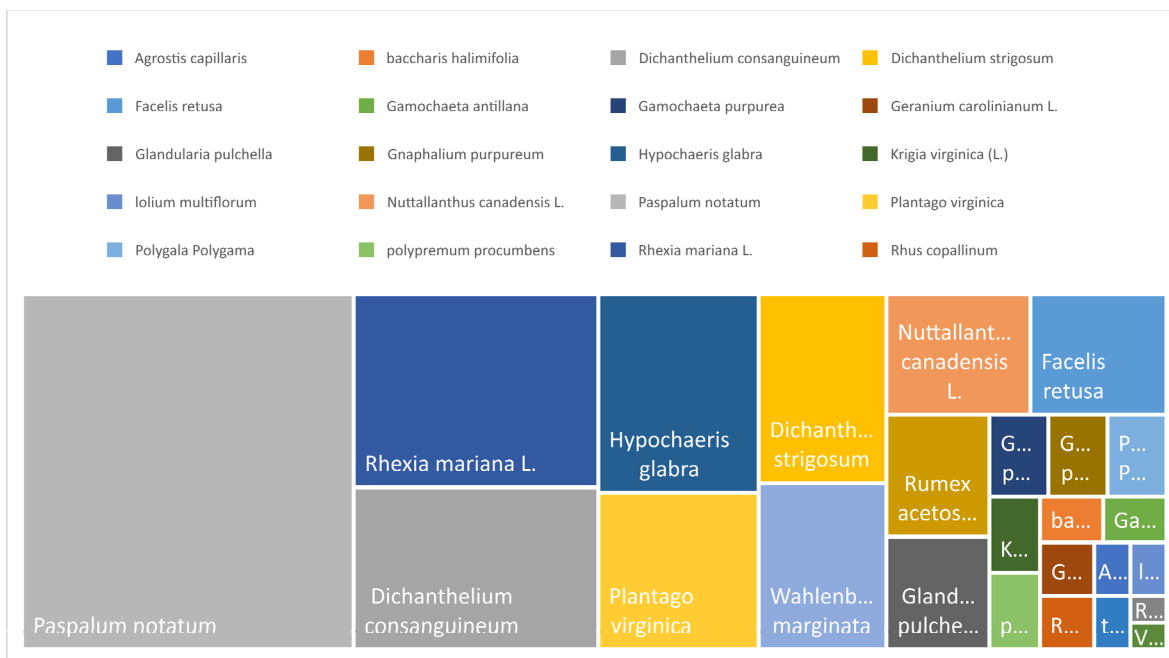 Agrostis capillaris
baccharis halimifolia
Dichanthelium consanguineum
Dichanthelium strigosum
Facelis retusa
Gamochaeta antillana
Gamochaeta purpurea
Geranium carolinianum L.
Glandularia pulchella
Gnaphalium purpureum
Hypochaeris glabra
Krigia virginica (L.)
lolium multiflorum
Nuttallanthus canadensis L.
Paspalum notatum
Plantago virginica
Polygala Polygama
polypremum procumbens
Rhexia mariana L.
Rhus copallinum
Paspalum notatum
Rhexia mariana L.
Dichanthelium
consanguineum
Hypochaeris
glabra
Plantago
virginica
Dichanth...
strigosum
Wahlenb...
marginata
Nuttallant...
canadensis
L.
Facelis
retusa
Rumex
acetos...
Gland...
pulche...
G...
p...
G...
p...
P...
P...
K...
p...
ba...
Ga...
G...
A...
l...
R...
t...
R...
V...